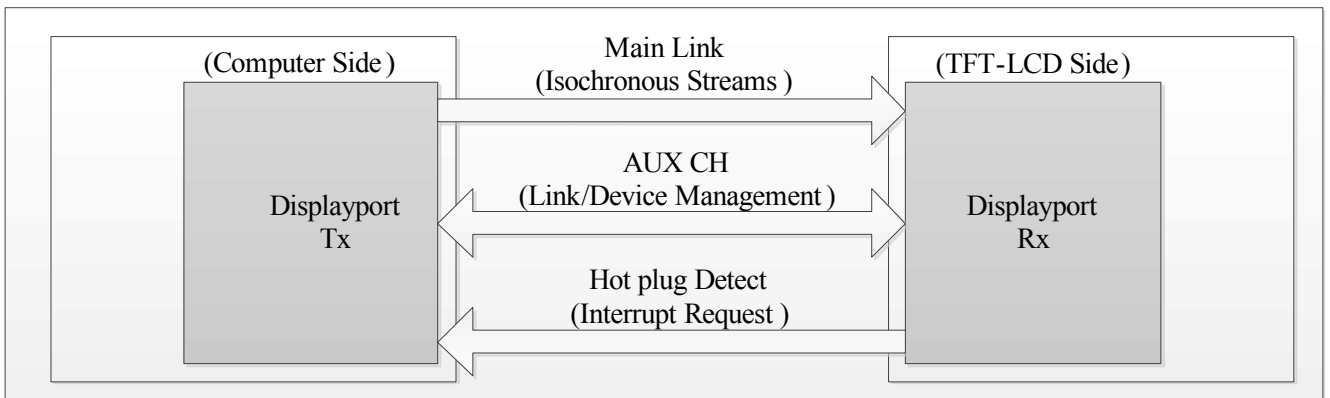 (Computer Side )
Main Link
(Isochronous Streams )
(TFT-LCD Side)
Displayport
Tx
AUX CH
(Link/Device Management )
Hot plug Detect
(Interrupt Request )
Displayport
Rx